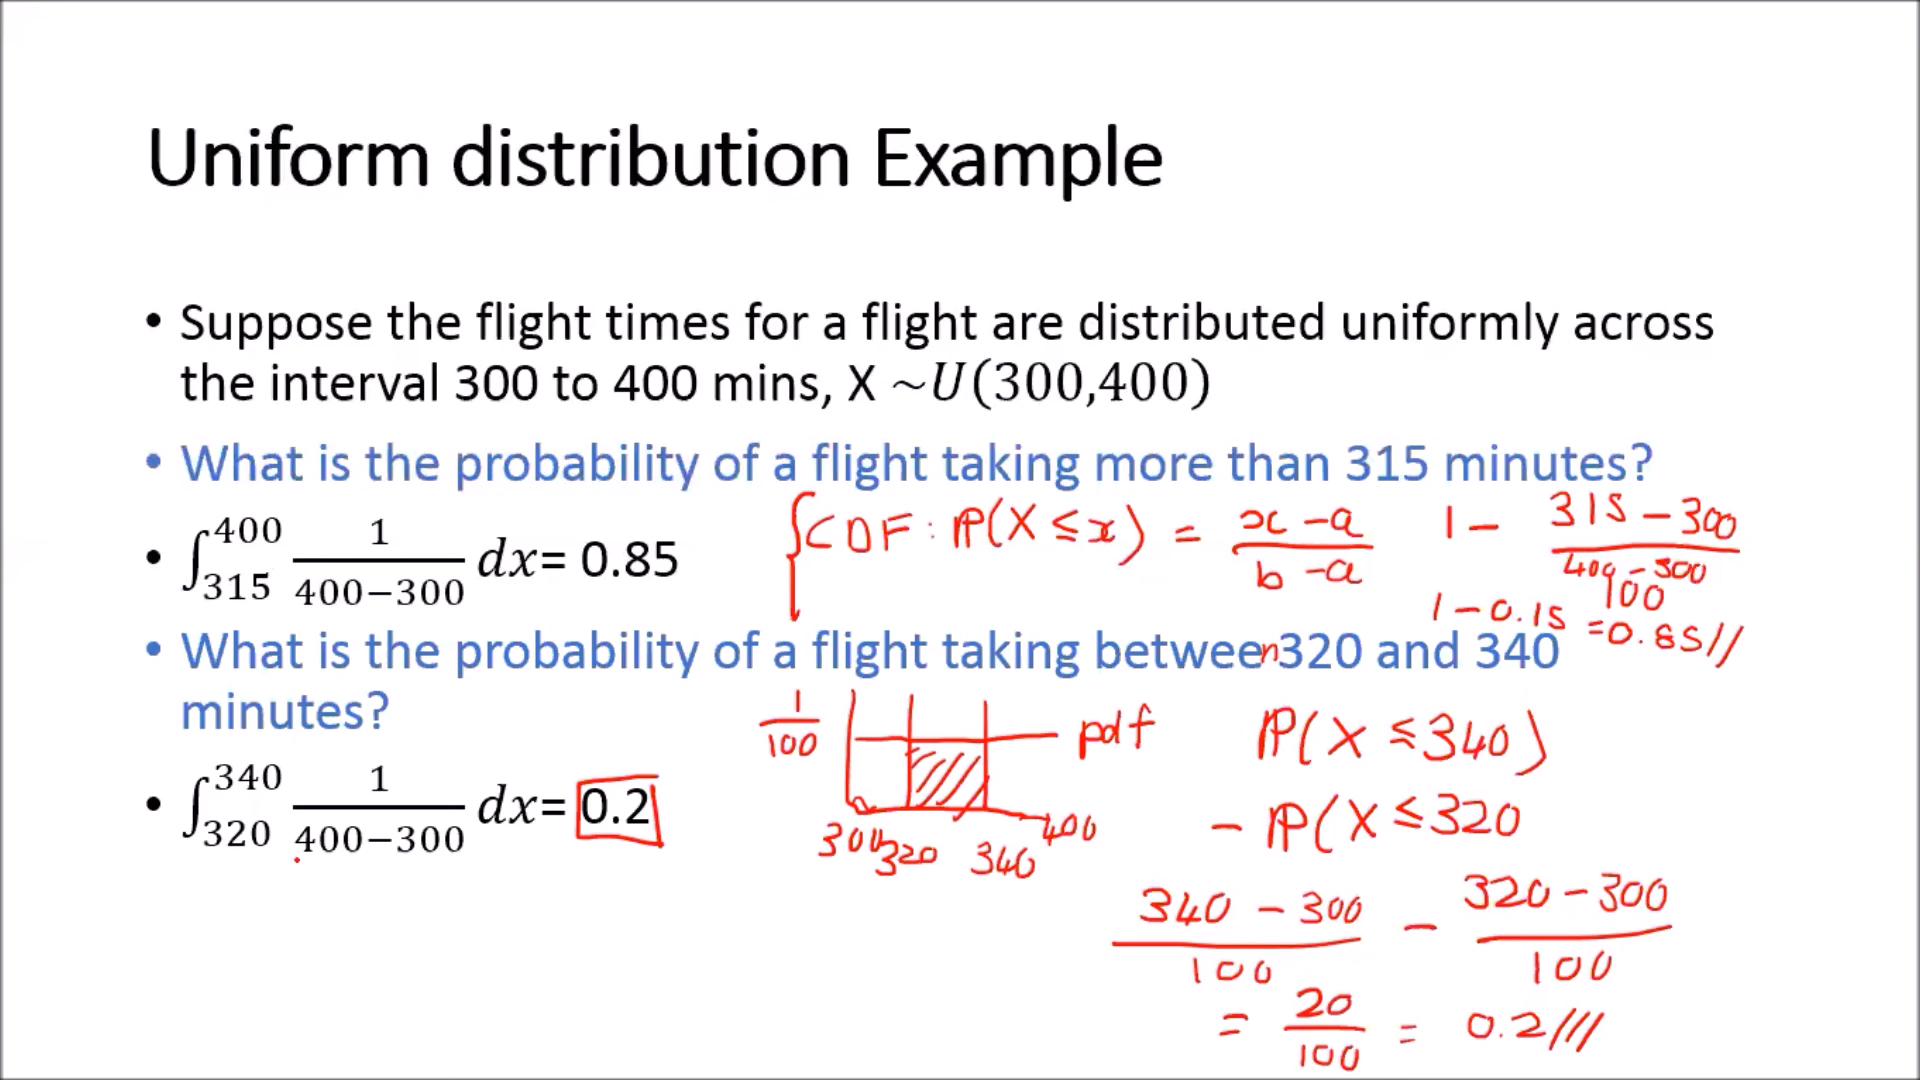 Uniform distribution Example
• Suppose the flight times for a flight are distributed uniformly across
the interval 300 to 400 mins, X ~U(300,400)
• What is the probability of a flight taking more than 315 minutes?
• ∫_{315}^{400} 1/(400−300) dx= 0.85
CDF: ℙ(X ≤ x) = (x - a)/(b - a)
1 - (315 - 300)/(400 - 300)
100
1 - 0.15 = 0.85//
• What is the probability of a flight taking between 320 and 340
minutes?
• ∫_{320}^{340} 1/(400−300) dx= 0.2
1/100
pdf
300 320 340 400
ℙ(X ≤ 340)
- ℙ(X ≤ 320
(340 - 300)/100 - (320 - 300)/100
= 20/100 = 0.2///